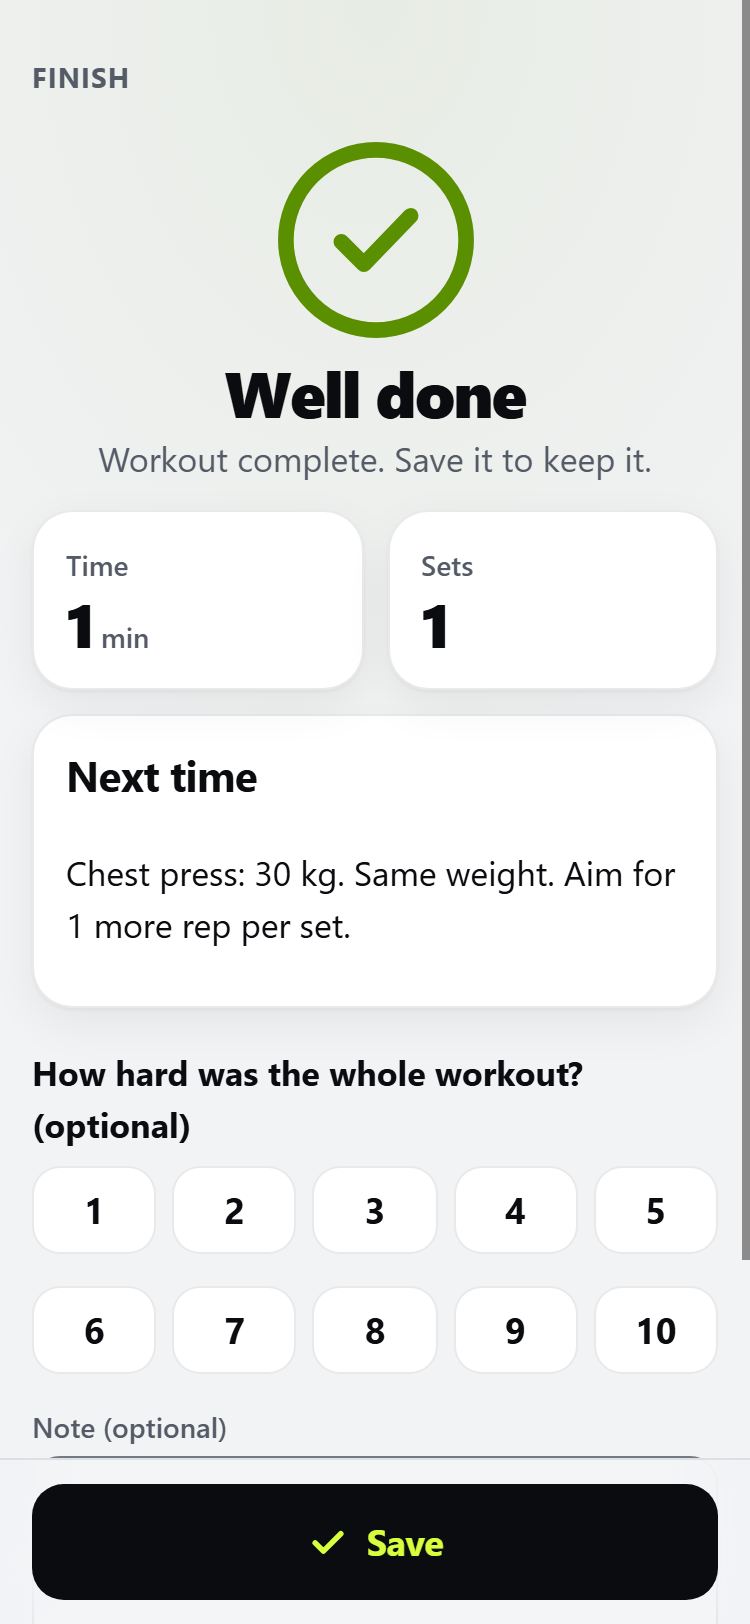 FINISH
Well done
Workout complete. Save it to keep it.
Time
1 min
Sets
1
Next time
Chest press: 30 kg. Same weight. Aim for
1 more rep per set.
How hard was the whole workout?
(optional)
1 2 3 4 5
6 7 8 9 10
Note (optional)
Save